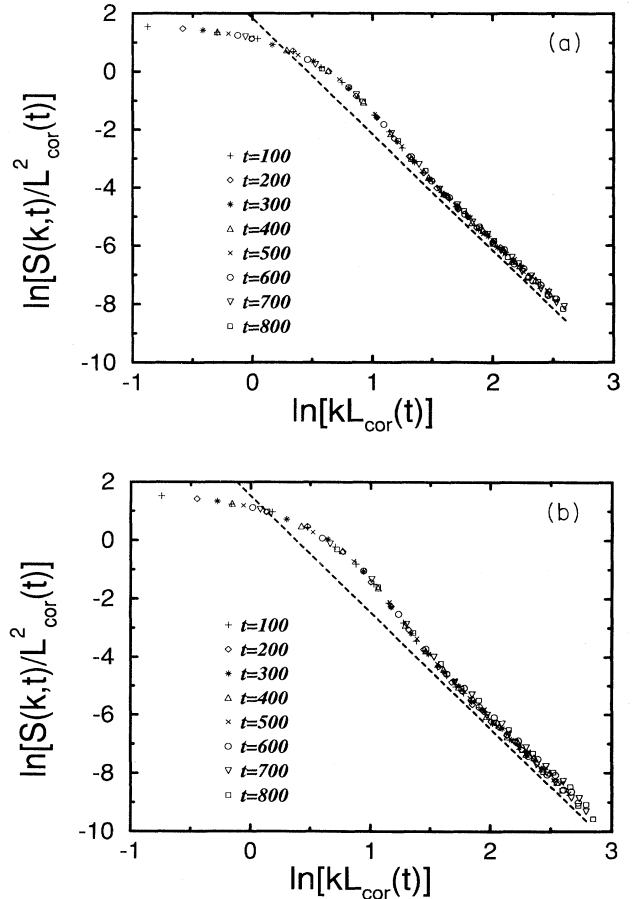 (a)
2
0
-2
-4
-6
-8
-10
ln[S(k,t)/L²cor(t)]
+ t=100
◇ t=200
* t=300
△ t=400
× t=500
○ t=600
▽ t=700
□ t=800
-1 0 1 2 3
ln[kLcor(t)]
(b)
2
0
-2
-4
-6
-8
-10
ln[S(k,t)/L²cor(t)]
+ t=100
◇ t=200
* t=300
△ t=400
× t=500
○ t=600
▽ t=700
□ t=800
-1 0 1 2 3
ln[kLcor(t)]